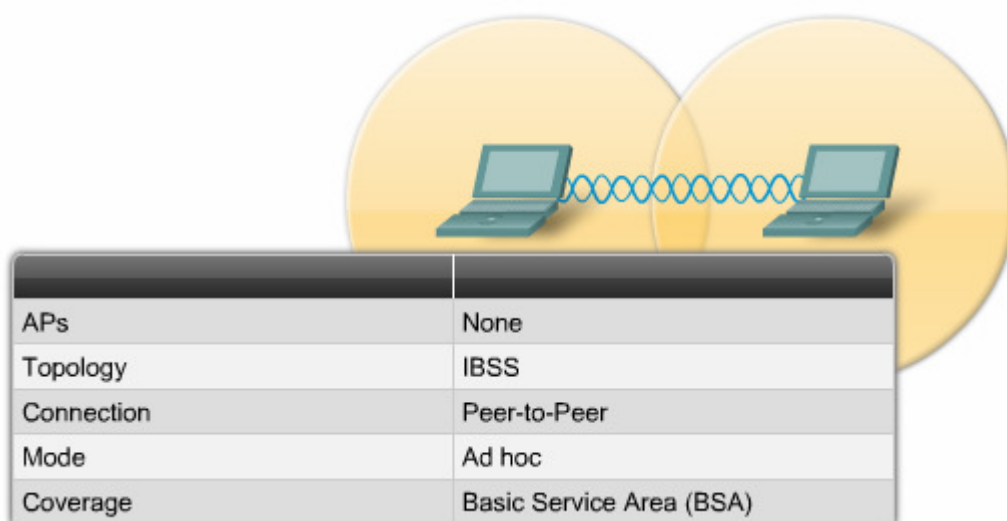 APs None
Topology IBSS
Connection Peer-to-Peer
Mode Ad hoc
Coverage Basic Service Area (BSA)